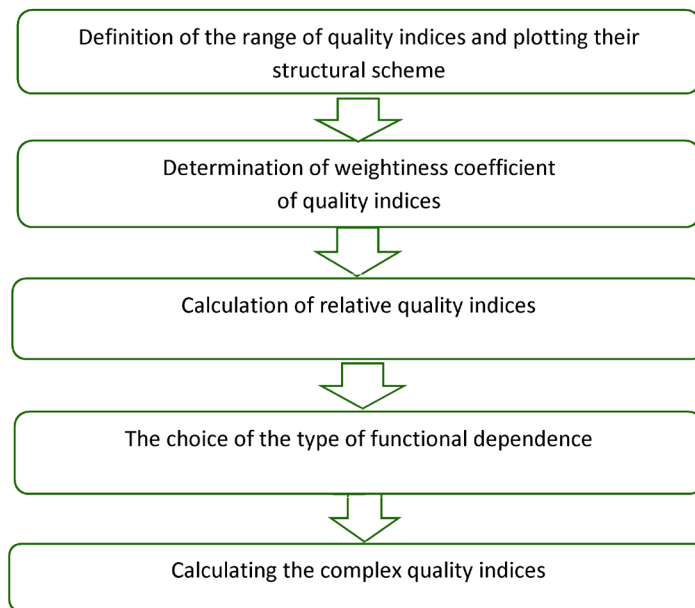 Definition of the range of quality indices and plotting their
structural scheme
Determination of weightiness coefficient
of quality indices
Calculation of relative quality indices
The choice of the type of functional dependence
Calculating the complex quality indices